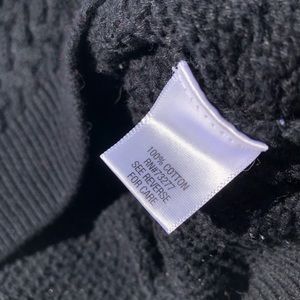 100% COTTON
RN#73277
SEE REVERSE
FOR CARE